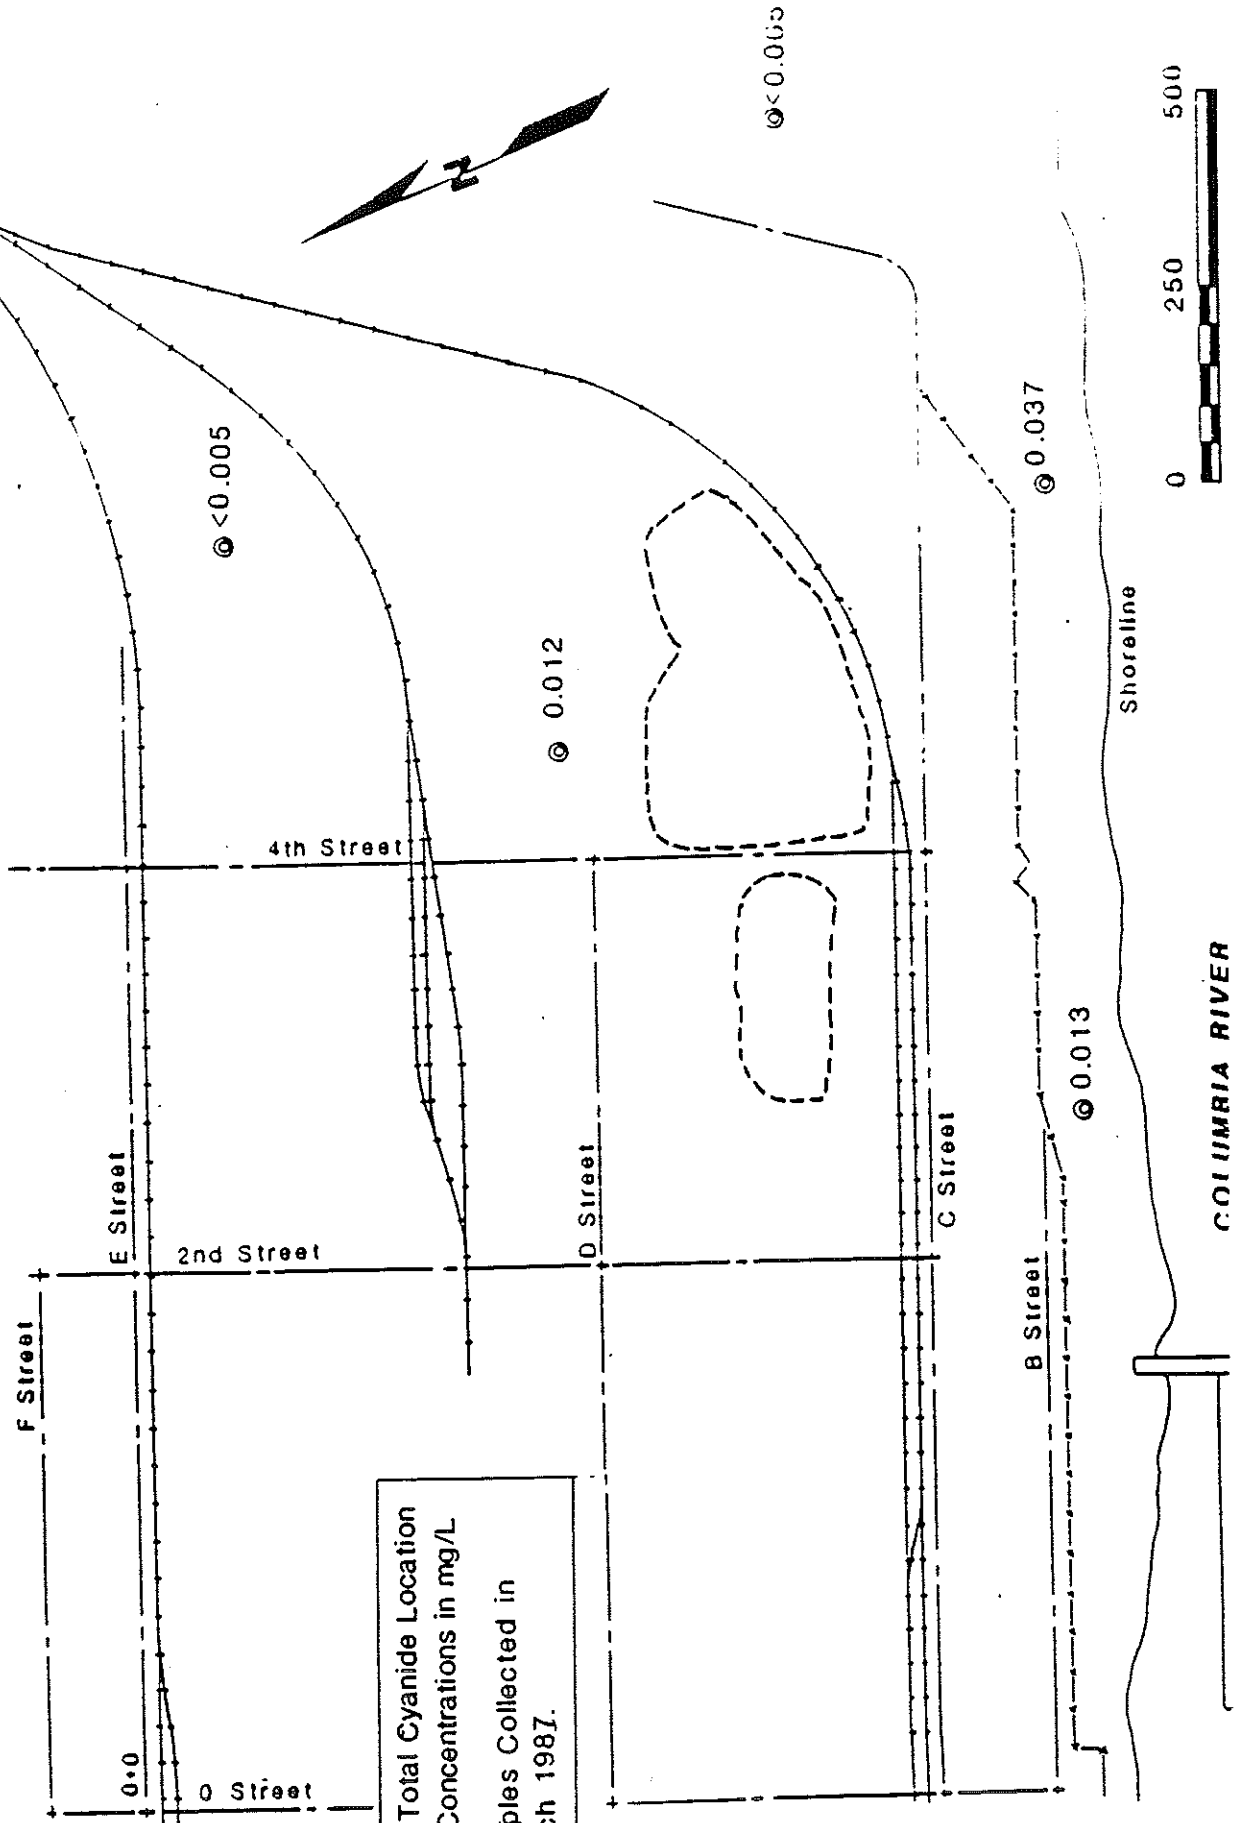 <0.005
N
500
250
0
<0.005
0.037
0.012
Shoreline
4th Street
COLUMBIA RIVER
0.013
E Street
D Street
C Street
2nd Street
B Street
F Street
Total Cyanide Location
Concentrations in mg/L
ples Collected in
ch 1987.
0+0
0 Street